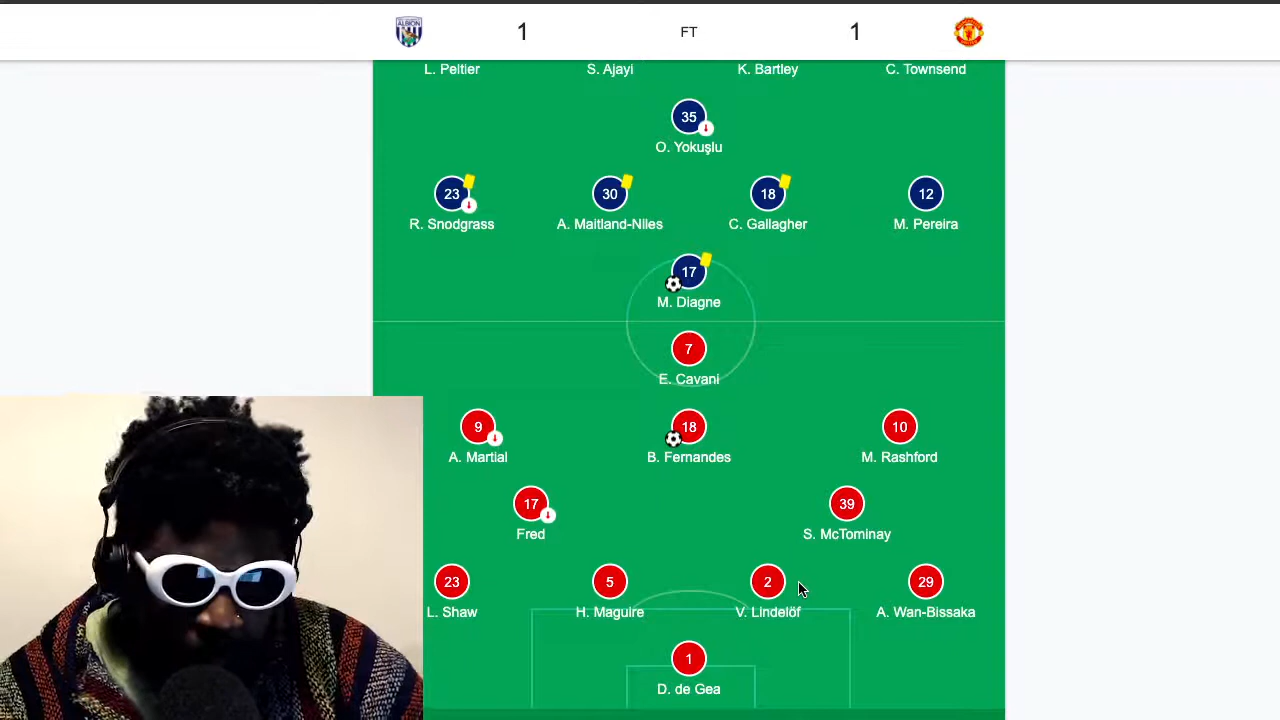 ALBION
1 FT 1
L. Peltier S. Ajayi K. Bartley C. Townsend
35
O. Yokuşlu
23 30 18 12
R. Snodgrass A. Maitland-Niles C. Gallagher M. Pereira
17
M. Diagne
7
E. Cavani
9 18 10
A. Martial B. Fernandes M. Rashford
17 39
Fred S. McTominay
23 5 2 29
L. Shaw H. Maguire V. Lindelöf A. Wan-Bissaka
1
D. de Gea